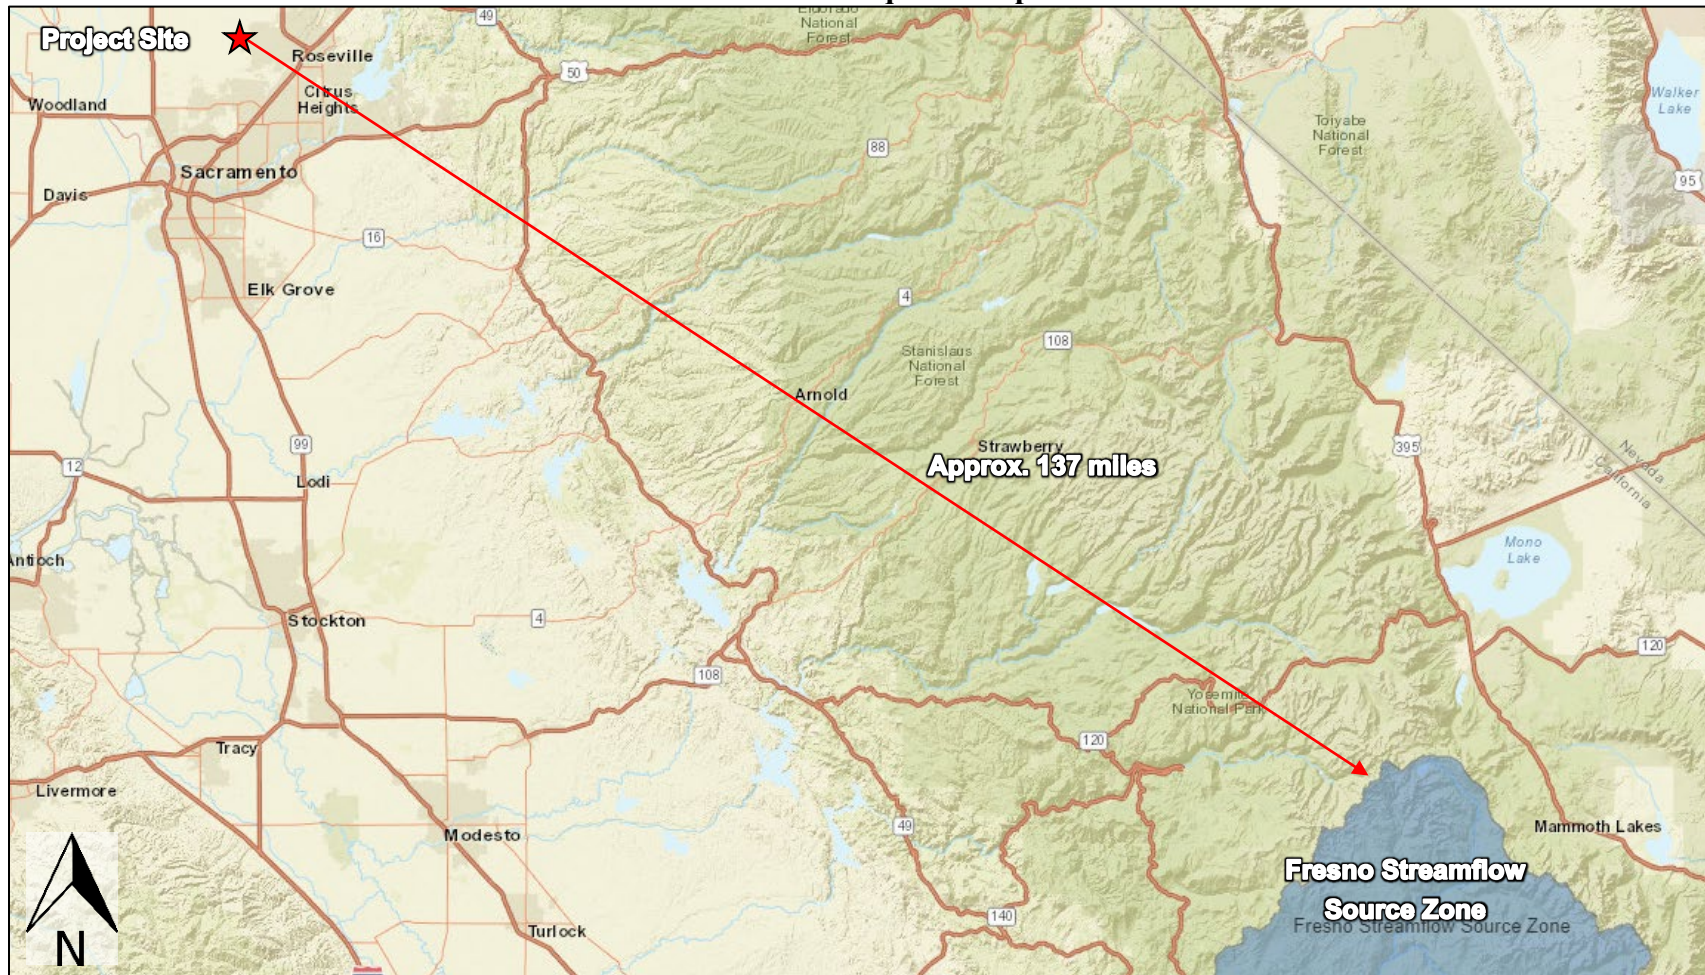 49
Eldorado
National
Forest
Project Site
Roseville
50
Citrus
Heights
Woodland
Walker
Lake
Toiyabe
National
Forest
88
Sacramento
95
Davis
16
Elk Grove
4
108
Stanislaus
National
Forest
Arnold
99
Strawberry
395
Nevada
California
12
Approx. 137 miles
Lodi
Mono
Lake
Antioch
4
Stockton
120
108
Yosemite
National Park
120
Tracy
Livermore
49
Modesto
Mammoth Lakes
Fresno Streamflow
Source Zone
140
Fresno Streamflow Source Zone
Turlock
N